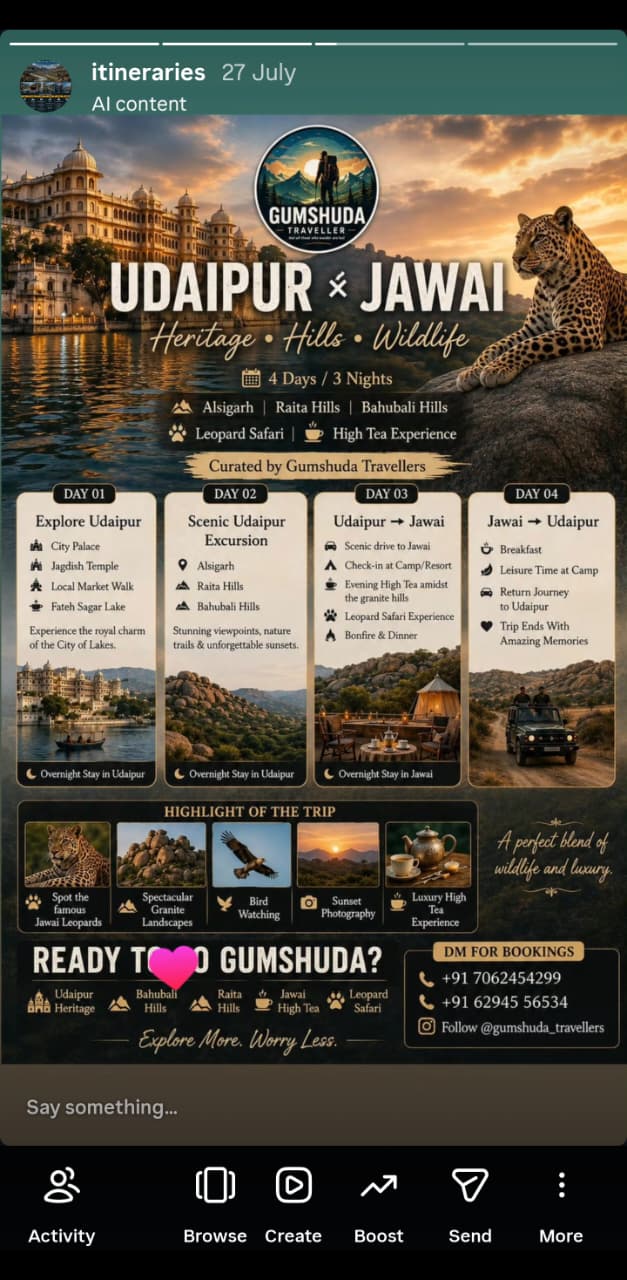 itineraries 27 July
AI content
GUMSHUDA
TRAVELLER
Not all those who wander are lost
UDAIPUR × JAWAI
Heritage • Hills • Wildlife
4 Days / 3 Nights
Alsigarh | Raita Hills | Bahubali Hills
Leopard Safari | High Tea Experience
Curated by Gumshuda Travellers
DAY 01
Explore Udaipur
City Palace
Jagdish Temple
Local Market Walk
Fateh Sagar Lake
Experience the royal charm
of the City of Lakes.
Overnight Stay in Udaipur
DAY 02
Scenic Udaipur
Excursion
Alsigarh
Raita Hills
Bahubali Hills
Stunning viewpoints, nature
trails & unforgettable sunsets.
Overnight Stay in Udaipur
DAY 03
Udaipur → Jawai
Scenic drive to Jawai
Check-in at Camp/Resort
Evening High Tea amidst
the granite hills
Leopard Safari Experience
Bonfire & Dinner
Overnight Stay in Jawai
DAY 04
Jawai → Udaipur
Breakfast
Leisure Time at Camp
Return Journey
to Udaipur
Trip Ends With
Amazing Memories
HIGHLIGHT OF THE TRIP
Spot the
famous
Jawai Leopards
Spectacular
Granite
Landscapes
Bird
Watching
Sunset
Photography
Luxury High
Tea
Experience
A perfect blend of
wildlife and luxury.
READY GUMSHUDA?
Udaipur
Heritage
Bahubali
Hills
Raita
Hills
Jawai
High Tea
Leopard
Safari
Explore More. Worry Less.
DM FOR BOOKINGS
+91 7062454299
+91 62945 56534
Follow @gumshuda_travellers
Say something...
Activity
Browse
Create
Boost
Send
More